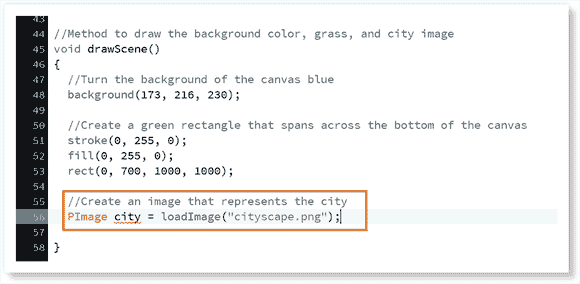 43
44 //Method to draw the background color, grass, and city image
45 void drawScene()
46 {
47 //Turn the background of the canvas blue
48 background(173, 216, 230);
49
50 //Create a green rectangle that spans across the bottom of the canvas
51 stroke(0, 255, 0);
52 fill(0, 255, 0);
53 rect(0, 700, 1000, 1000);
54
55 //Create an image that represents the city
56 PImage city = loadImage("cityscape.png");
57
58 }